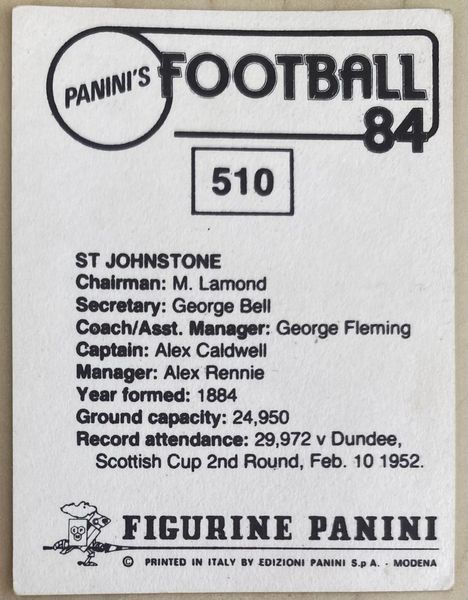 PANINI'S FOOTBALL
84
510
ST JOHNSTONE
Chairman: M. Lamond
Secretary: George Bell
Coach/Asst. Manager: George Fleming
Captain: Alex Caldwell
Manager: Alex Rennie
Year formed: 1884
Ground capacity: 24,950
Record attendance: 29,972 v Dundee,
Scottish Cup 2nd Round, Feb. 10 1952.
FIGURINE PANINI
© PRINTED IN ITALY BY EDIZIONI PANINI S.p A. - MODENA